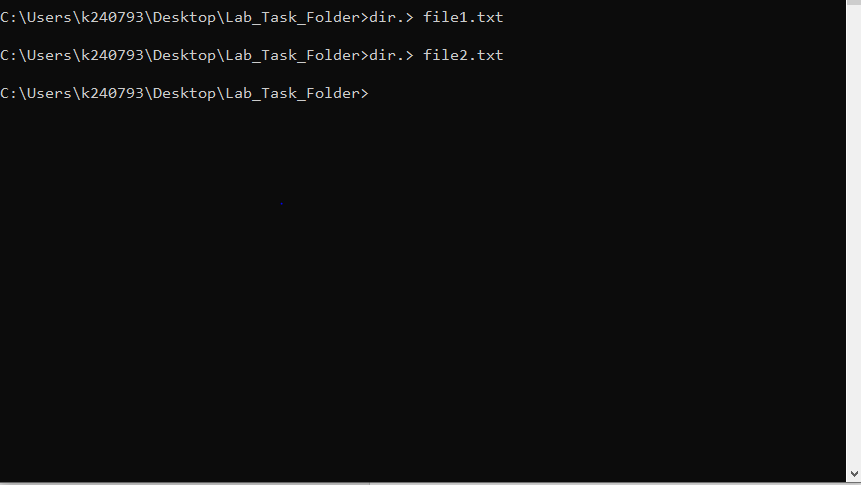 C:\Users\k240793\Desktop\Lab_Task_Folder>dir.> file1.txt
C:\Users\k240793\Desktop\Lab_Task_Folder>dir.> file2.txt
C:\Users\k240793\Desktop\Lab_Task_Folder>